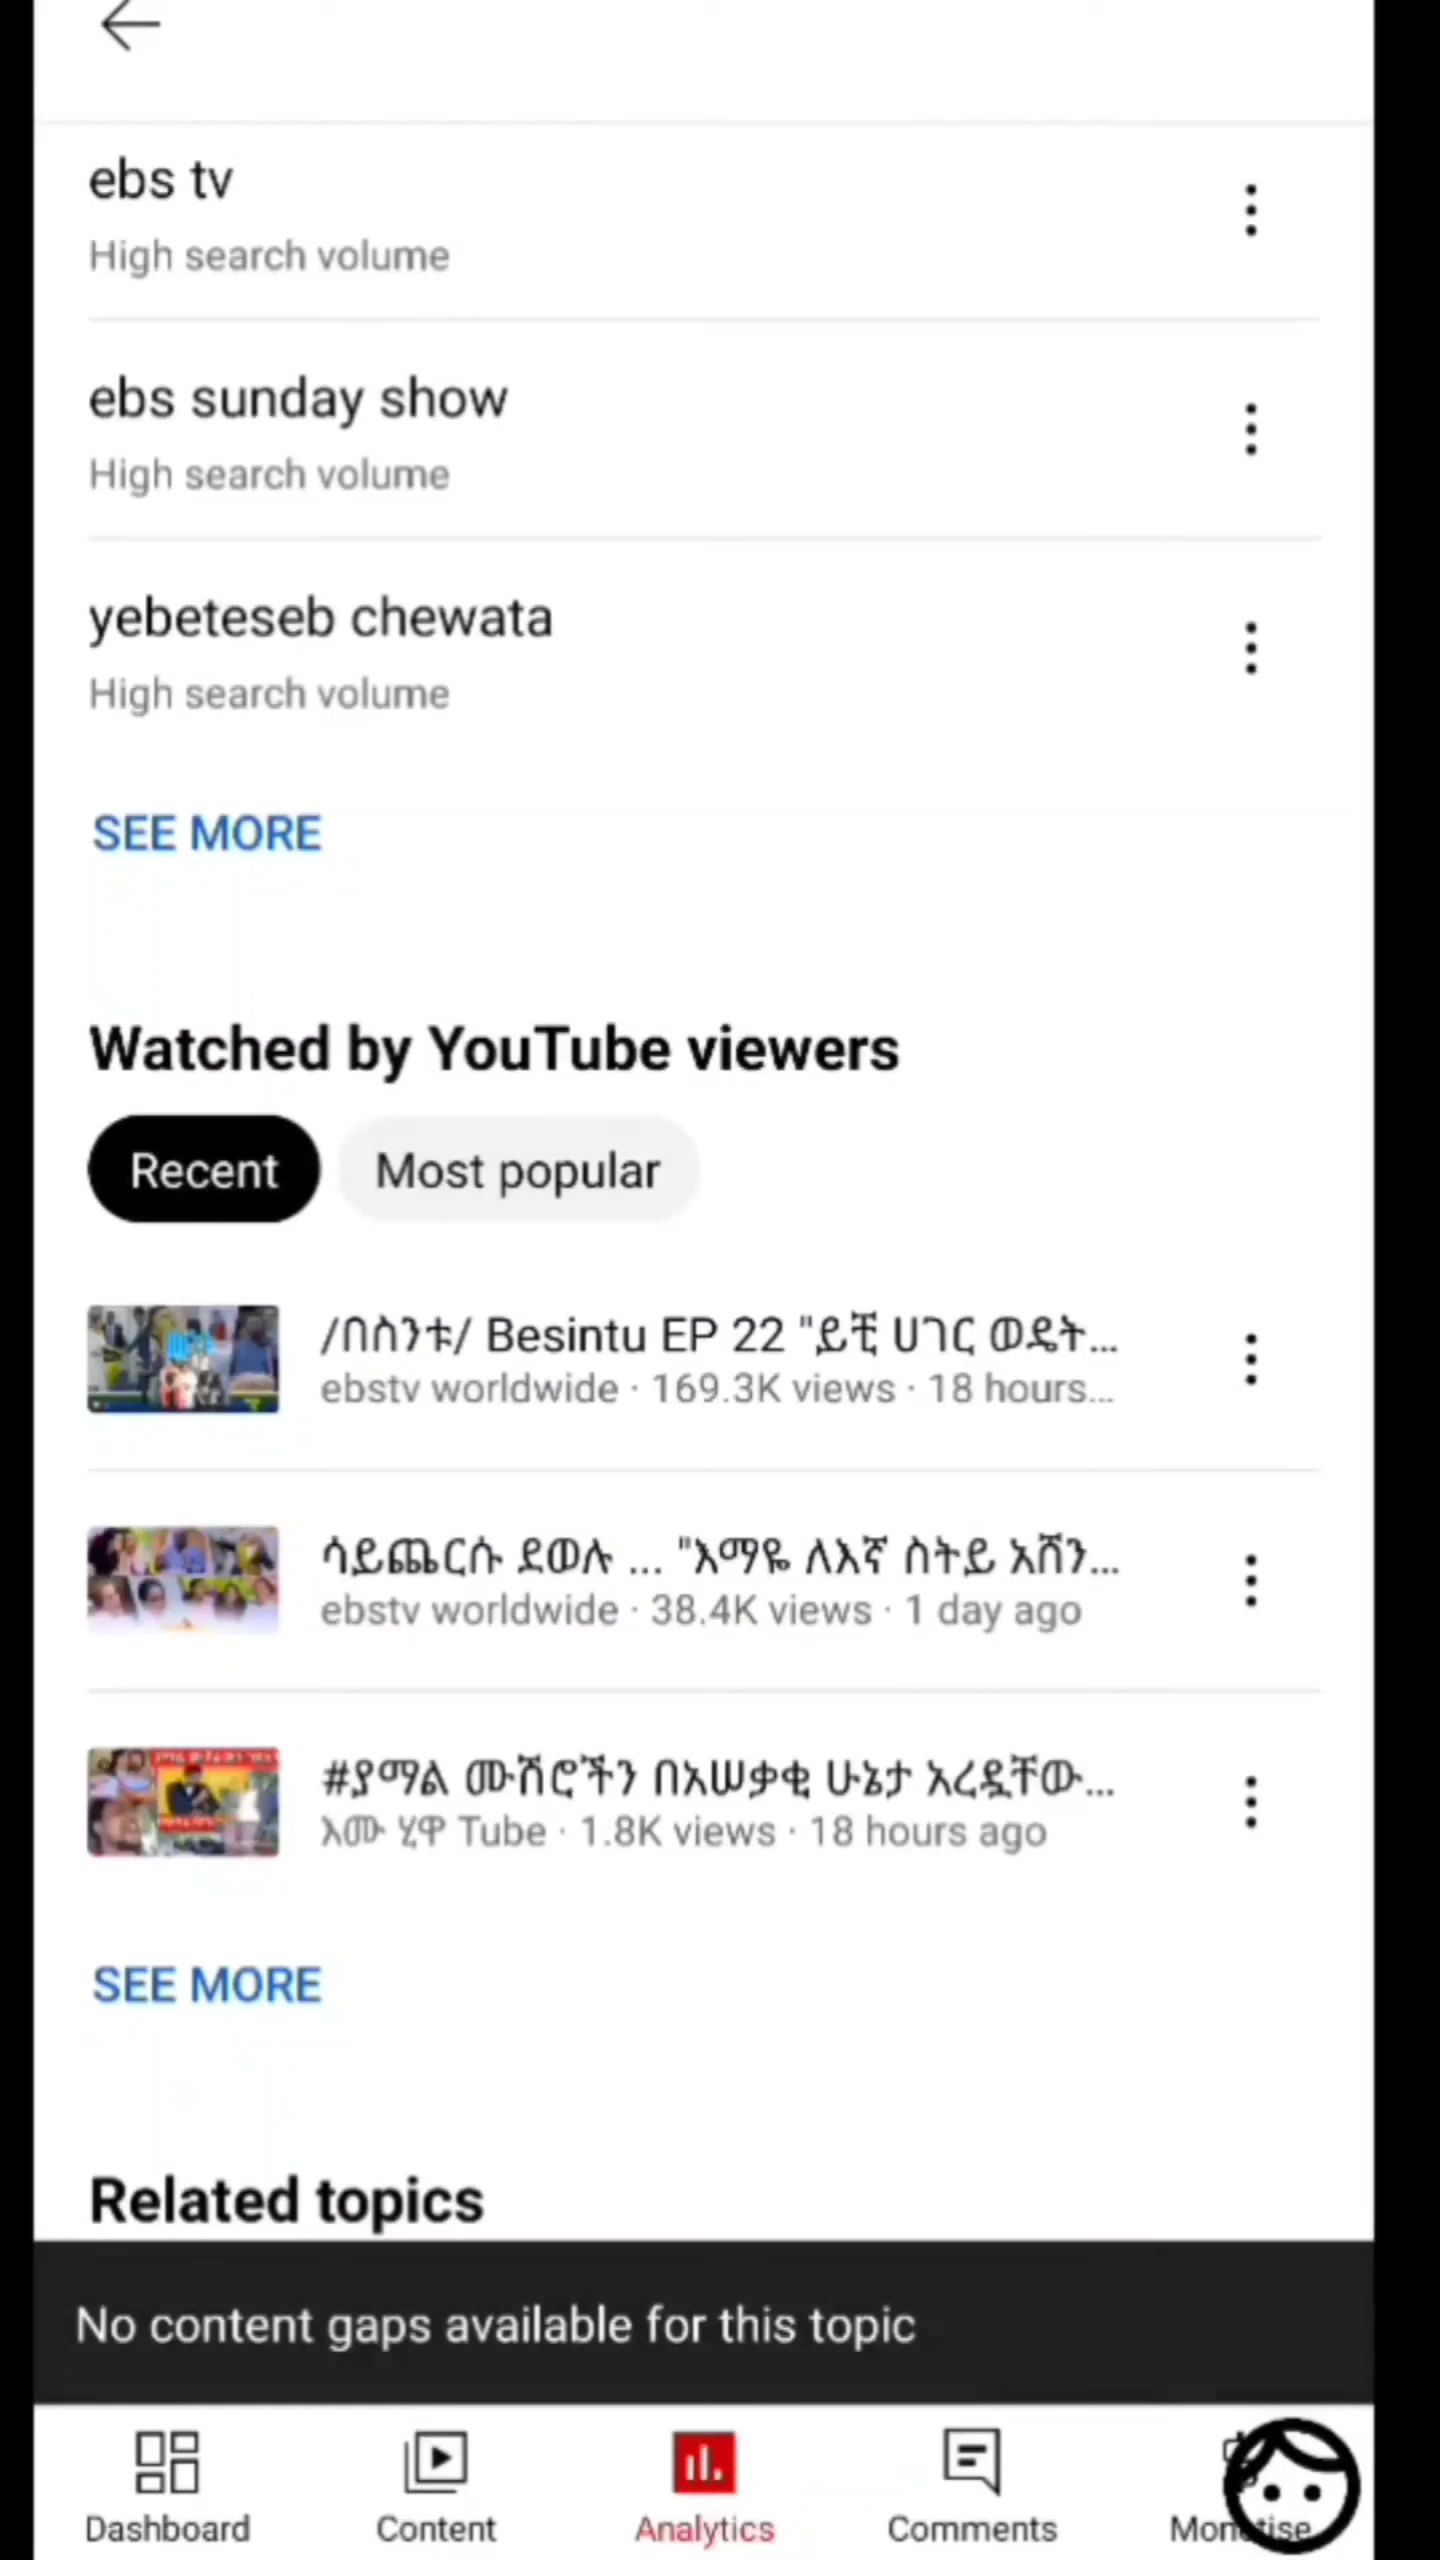 ebs tv
High search volume
ebs sunday show
High search volume
yebeteseb chewata
High search volume
SEE MORE
Watched by YouTube viewers
Recent
Most popular
/በስንቱ/ Besintu EP 22 "ይቺ ሀገር ወዴት...
ebstv worldwide · 169.3K views · 18 hours...
ሳይጨርሱ ደወሉ ... "እማዬ ለእኛ ስትይ አሸን...
ebstv worldwide · 38.4K views · 1 day ago
#ያማል ሙሽሮችን በአሠቃቂ ሁኔታ አረዷቸው...
እሙ ሂዋ Tube · 1.8K views · 18 hours ago
SEE MORE
Related topics
No content gaps available for this topic
Dashboard
Content
Analytics
Comments
Monetise